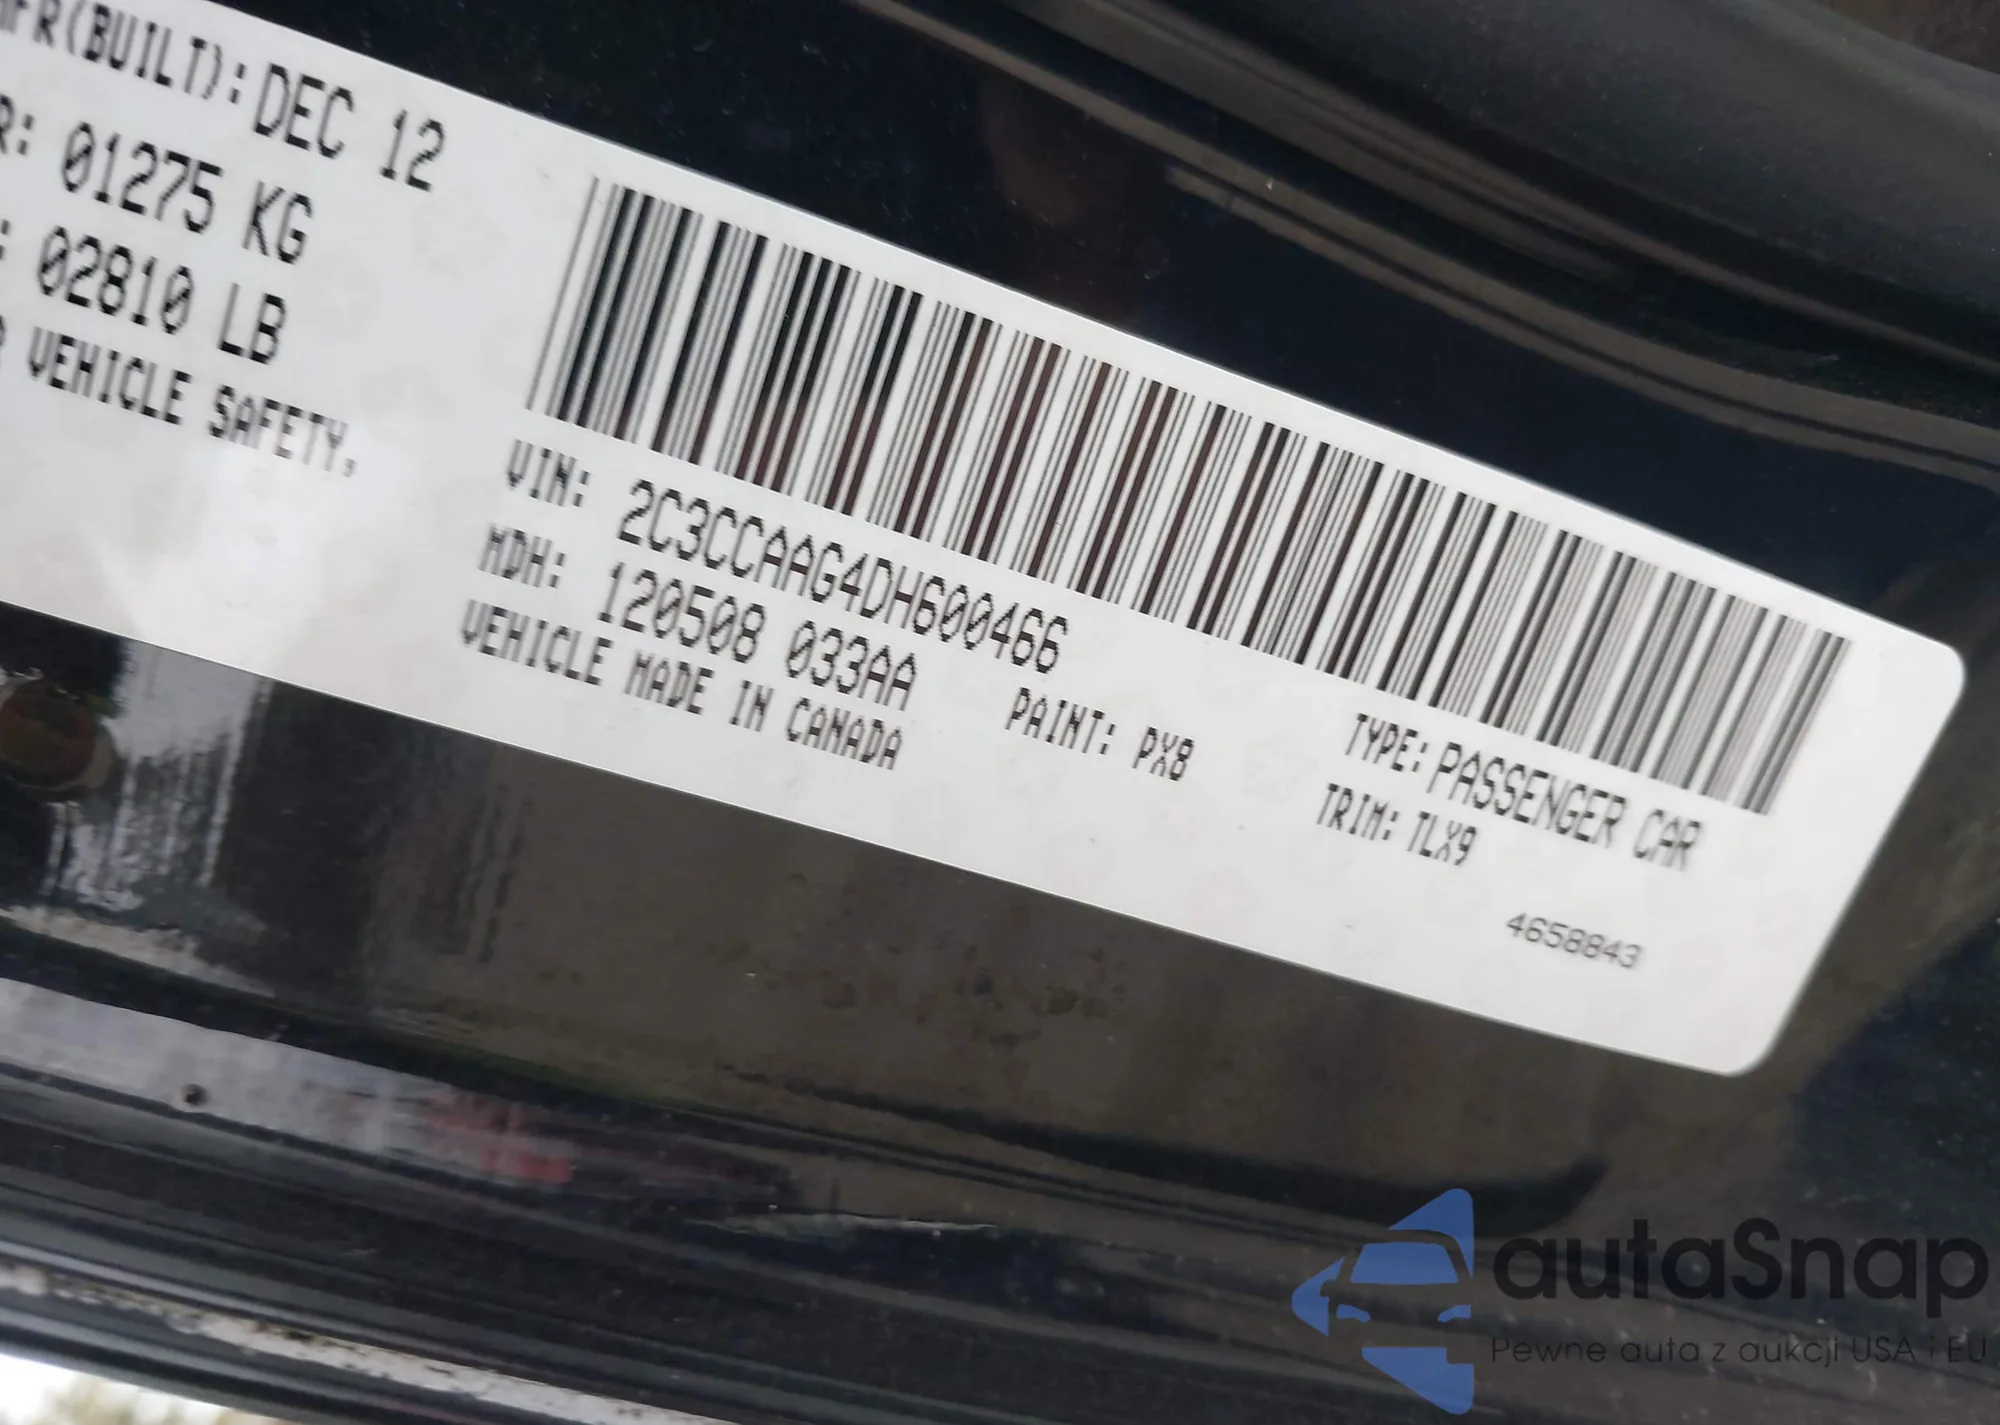 MFR(BUILT): DEC 12
R: 01275 KG
: 02810 LB
VEHICLE SAFETY,
VIN: 2C3CCAAG4DH600466
MDH: 120508 033AA
VEHICLE MADE IN CANADA
PAINT: PX8
TYPE: PASSENGER CAR
TRIM: TLX9
4658843
autaSnap
Pewne auta z aukcji USA i EU